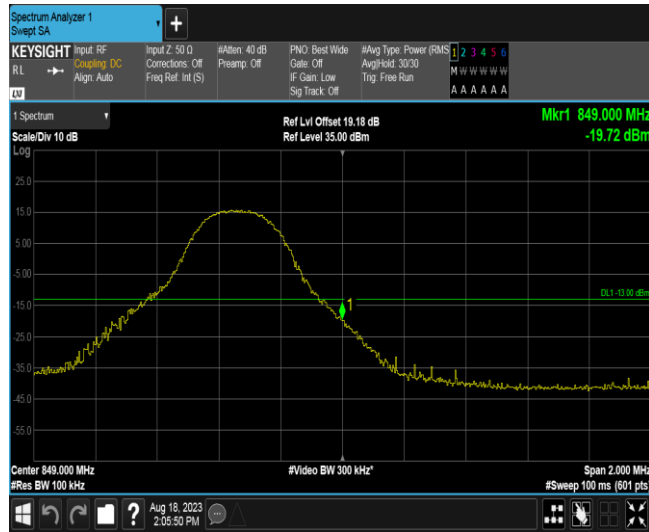 Spectrum Analyzer 1
Swept SA
KEYSIGHT
RL
LXI
Input: RF
Coupling: DC
Align: Auto
Input Z: 50 Ω
Corrections: Off
Freq Ref: Int (S)
#Atten: 40 dB
Preamp: Off
PNO: Best Wide
Gate: Off
IF Gain: Low
Sig Track: Off
#Avg Type: Power (RMS
Avg|Hold: 30/30
Trig: Free Run
1 2 3 4 5 6
M W W W W W
A A A A A A
1 Spectrum
Scale/Div 10 dB
Log
Ref Lvl Offset 19.18 dB
Ref Level 35.00 dBm
Mkr1 849.000 MHz
-19.72 dBm
25.0
15.0
5.00
-5.00
-15.0
-25.0
-35.0
-45.0
-55.0
DL1 -13.00 dBm
1
Center 849.000 MHz
#Res BW 100 kHz
#Video BW 300 kHz*
Span 2.000 MHz
#Sweep 100 ms (601 pts)
?
Aug 18, 2023
2:05:50 PM